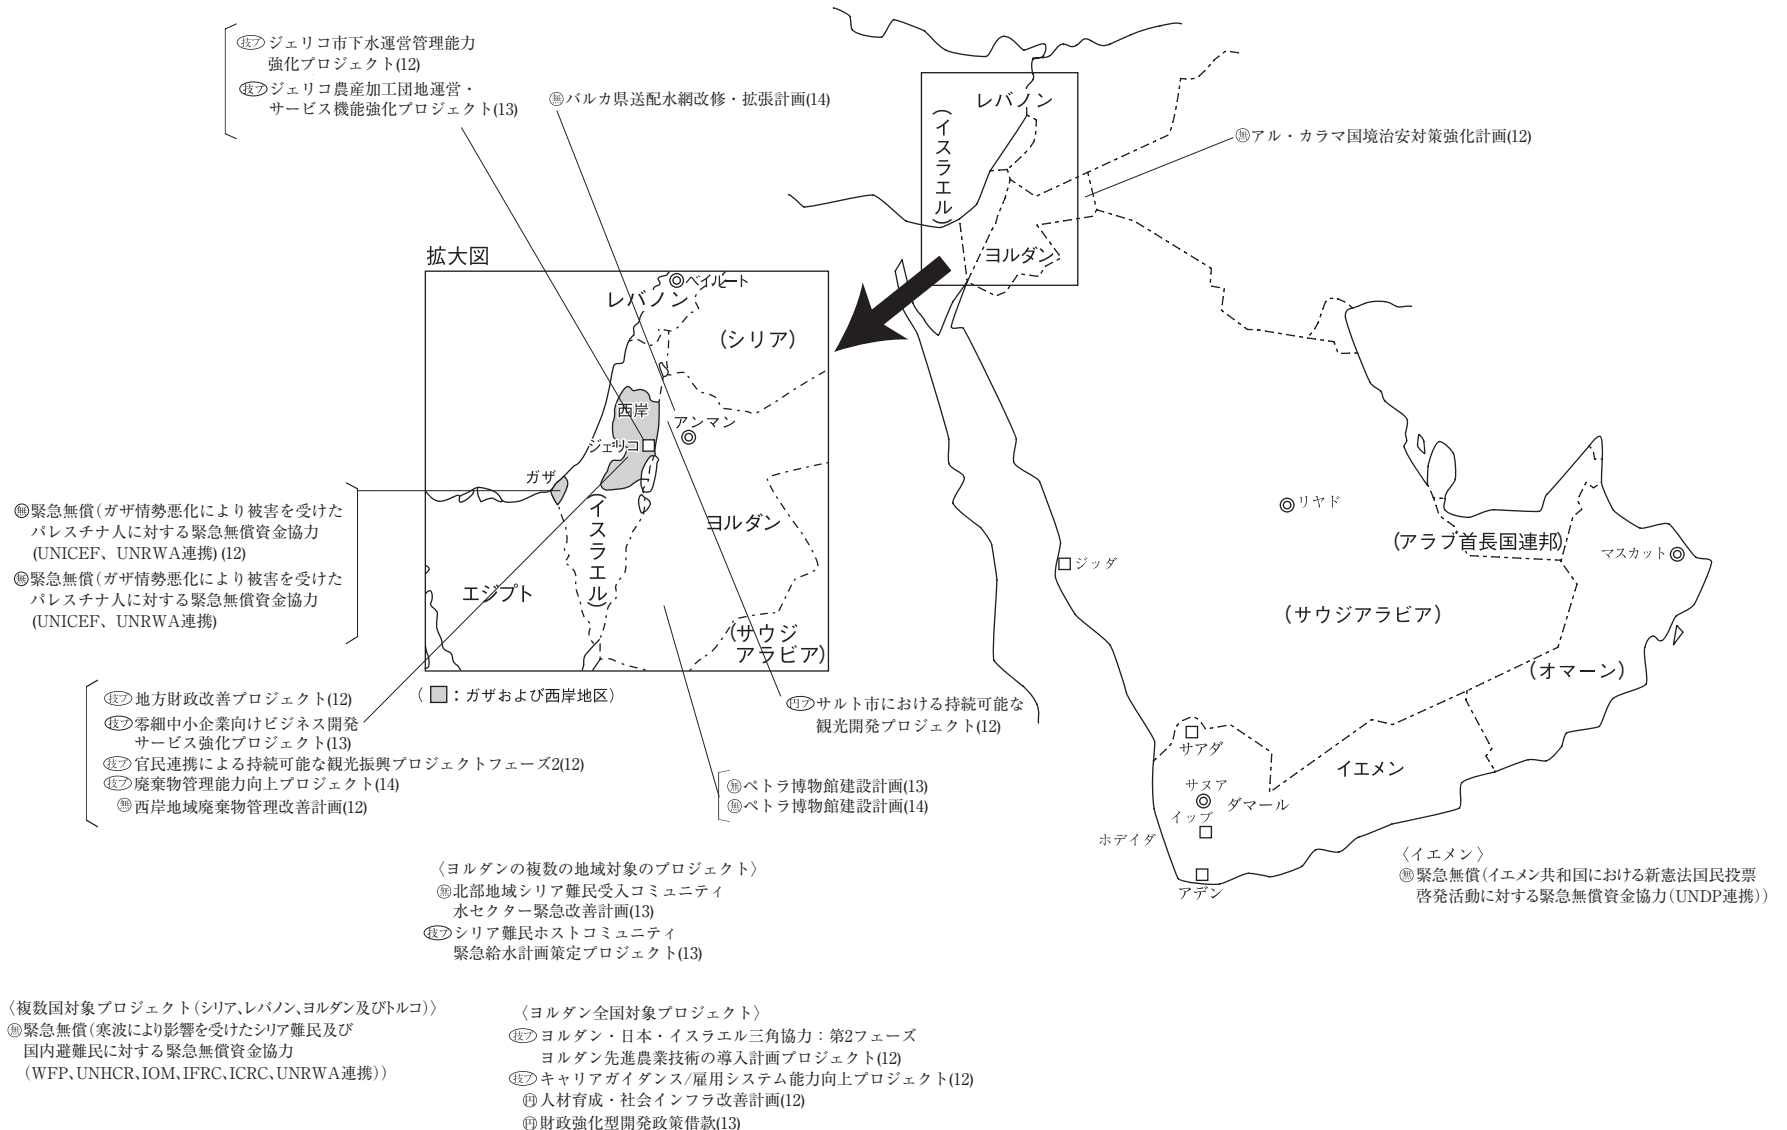 技プ ジェリコ市下水運営管理能力
強化プロジェクト(12)
技プ ジェリコ農産加工団地運営・
サービス機能強化プロジェクト(13)
無 バルカ県送配水網改修・拡張計画(14)
無 アル・カラマ国境治安対策強化計画(12)
レバノン
(イスラエル)
ヨルダン
拡大図
ベイルート
レバノン
(シリア)
西岸
アンマン
ジェリコ
ガザ
(イスラエル)
ヨルダン
エジプト
(サウジ
アラビア)
( :ガザおよび西岸地区)
無 緊急無償(ガザ情勢悪化により被害を受けた
パレスチナ人に対する緊急無償資金協力
(UNICEF、UNRWA連携) (12)
無 緊急無償(ガザ情勢悪化により被害を受けた
パレスチナ人に対する緊急無償資金協力
(UNICEF、UNRWA連携)
技プ 地方財政改善プロジェクト(12)
技プ 零細中小企業向けビジネス開発
サービス強化プロジェクト(13)
技プ 官民連携による持続可能な観光振興プロジェクトフェーズ2(12)
技プ 廃棄物管理能力向上プロジェクト(14)
無 西岸地域廃棄物管理改善計画(12)
円プ サルト市における持続可能な
観光開発プロジェクト(12)
無 ペトラ博物館建設計画(13)
無 ペトラ博物館建設計画(14)
リヤド
(アラブ首長国連邦)
マスカット
ジッダ
(サウジアラビア)
(オマーン)
サアダ
イエメン
サヌア
ダマール
イッブ
ホデイダ
アデン
〈イエメン〉
無 緊急無償(イエメン共和国における新憲法国民投票
啓発活動に対する緊急無償資金協力(UNDP連携))
〈ヨルダンの複数の地域対象のプロジェクト〉
無 北部地域シリア難民受入コミュニティ
水セクター緊急改善計画(13)
技プ シリア難民ホストコミュニティ
緊急給水計画策定プロジェクト(13)
〈複数国対象プロジェクト(シリア、レバノン、ヨルダン及びトルコ)〉
無 緊急無償(寒波により影響を受けたシリア難民及び
国内避難民に対する緊急無償資金協力
(WFP、UNHCR、IOM、IFRC、ICRC、UNRWA連携))
〈ヨルダン全国対象プロジェクト〉
技プ ヨルダン・日本・イスラエル三角協力:第2フェーズ
ヨルダン先進農業技術の導入計画プロジェクト(12)
技プ キャリアガイダンス/雇用システム能力向上プロジェクト(12)
円 人材育成・社会インフラ改善計画(12)
円 財政強化型開発政策借款(13)